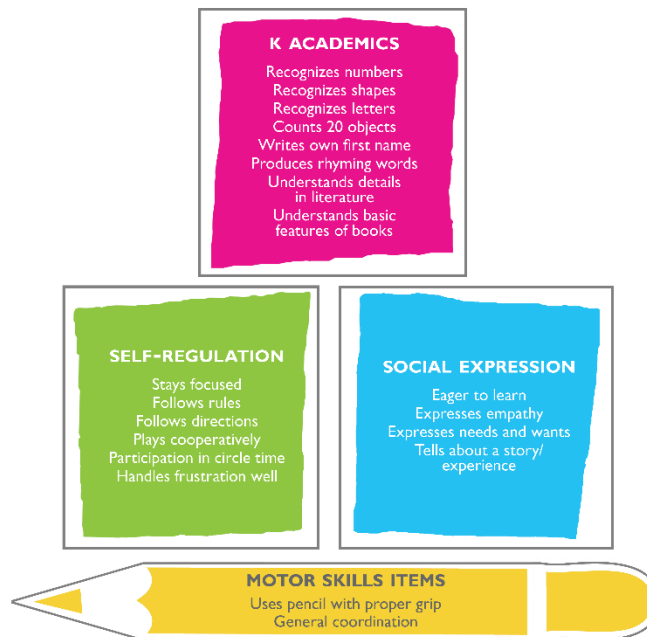 K ACADEMICS
Recognizes numbers
Recognizes shapes
Recognizes letters
Counts 20 objects
Writes own first name
Produces rhyming words
Understands details
in literature
Understands basic
features of books
SELF-REGULATION
Stays focused
Follows rules
Follows directions
Plays cooperatively
Participation in circle time
Handles frustration well
SOCIAL EXPRESSION
Eager to learn
Expresses empathy
Expresses needs and wants
Tells about a story/
experience
MOTOR SKILLS ITEMS
Uses pencil with proper grip
General coordination